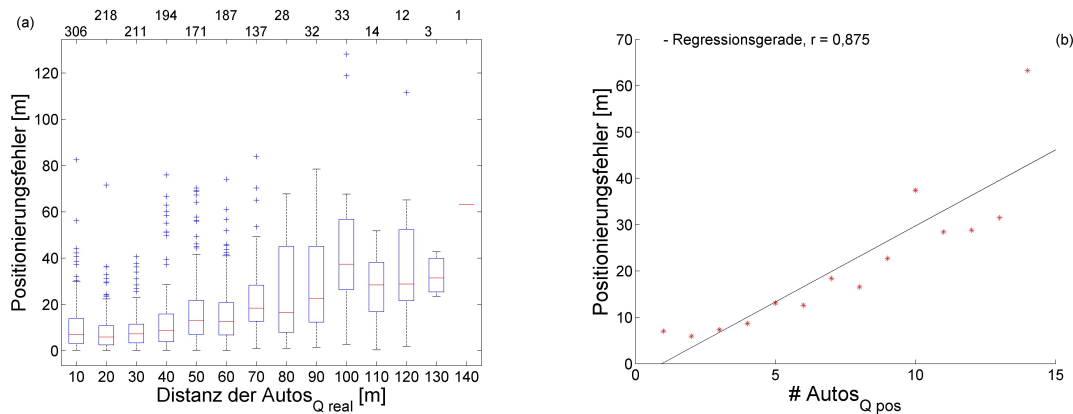 (a)
218 194 187 28 33 12 1
306 211 171 137 32 14 3
120
100
80
60
40
20
0
Positionierungsfehler [m]
10 20 30 40 50 60 70 80 90 100 110 120 130 140
Distanz der Autos Q real [m]
- Regressionsgerade, r = 0,875
(b)
70
60
50
40
30
20
10
0
Positionierungsfehler [m]
0 5 10 15
# Autos Q pos